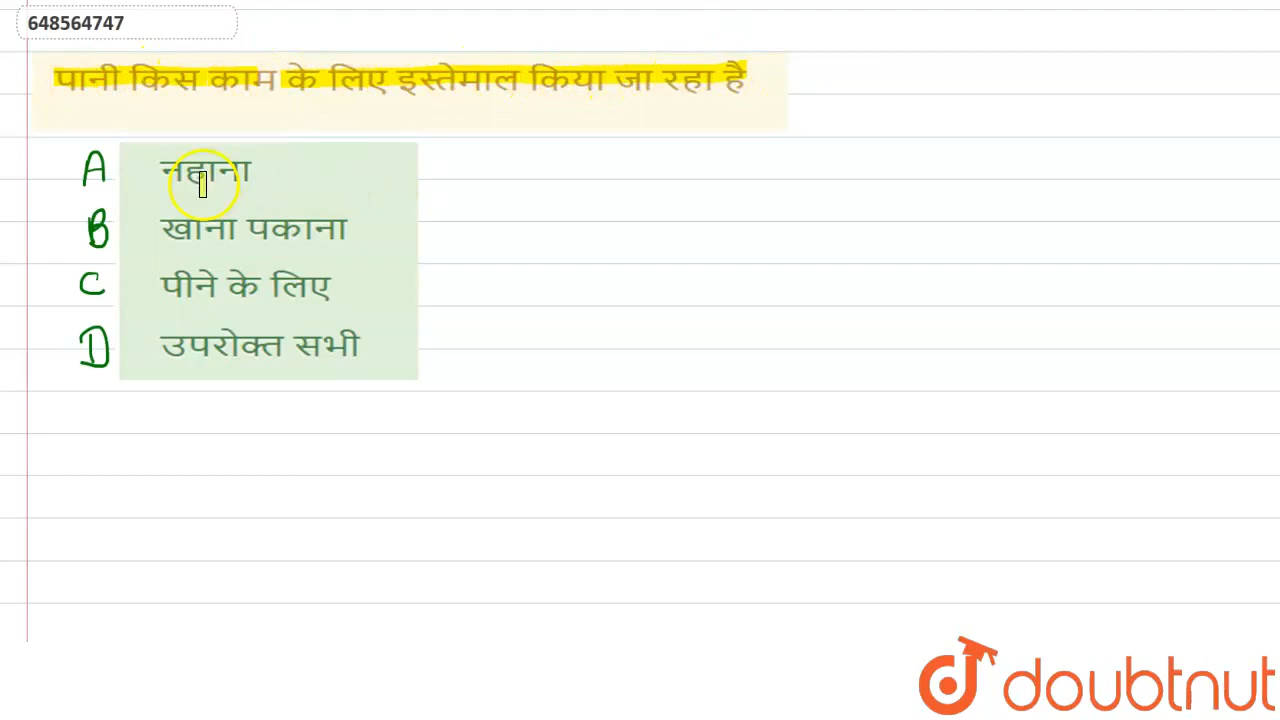 648564747
पानी किस काम के लिए इस्तेमाल किया जा रहा है
A नहाना
B खाना पकाना
C पीने के लिए
D उपरोक्त सभी
doubtnut